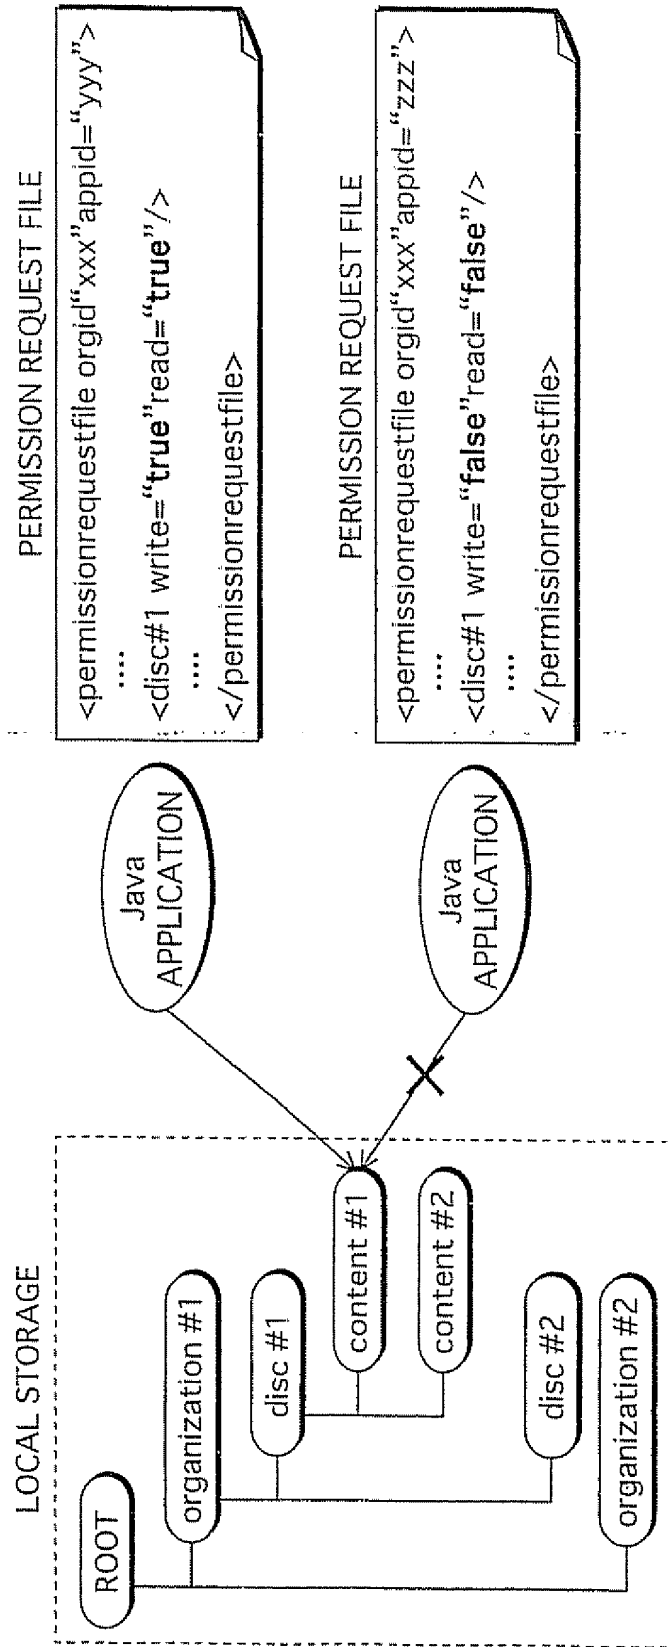 LOCAL STORAGE
ROOT
organization #1
disc #1
content #1
content #2
disc #2
organization #2
Java
APPLICATION
Java
APPLICATION
PERMISSION REQUEST FILE
<permissionrequestfile orgid“xxx”appid=“yyy”>
....
<disc#1 write=“true”read=“true”/>
....
</permissionrequestfile>
PERMISSION REQUEST FILE
<permissionrequestfile orgid“xxx”appid=“zzz”>
....
<disc#1 write=“false”read=“false”/>
....
</permissionrequestfile>